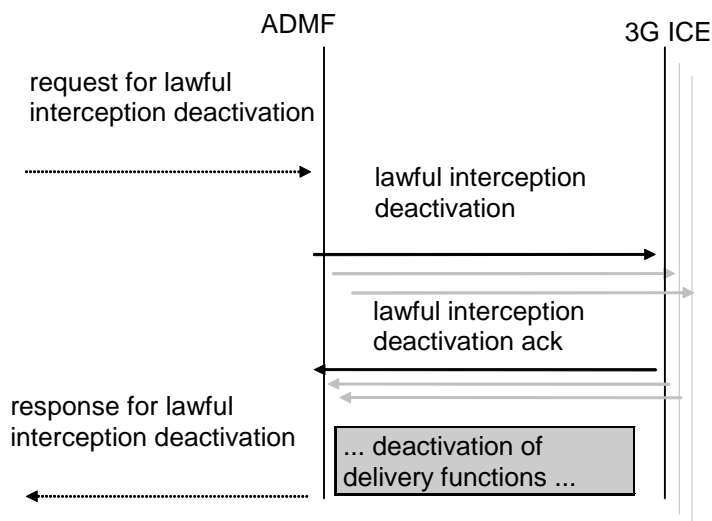 ADMF
3G ICE
request for lawful
interception deactivation
lawful interception
deactivation
lawful interception
deactivation ack
response for lawful
interception deactivation
... deactivation of
delivery functions ...